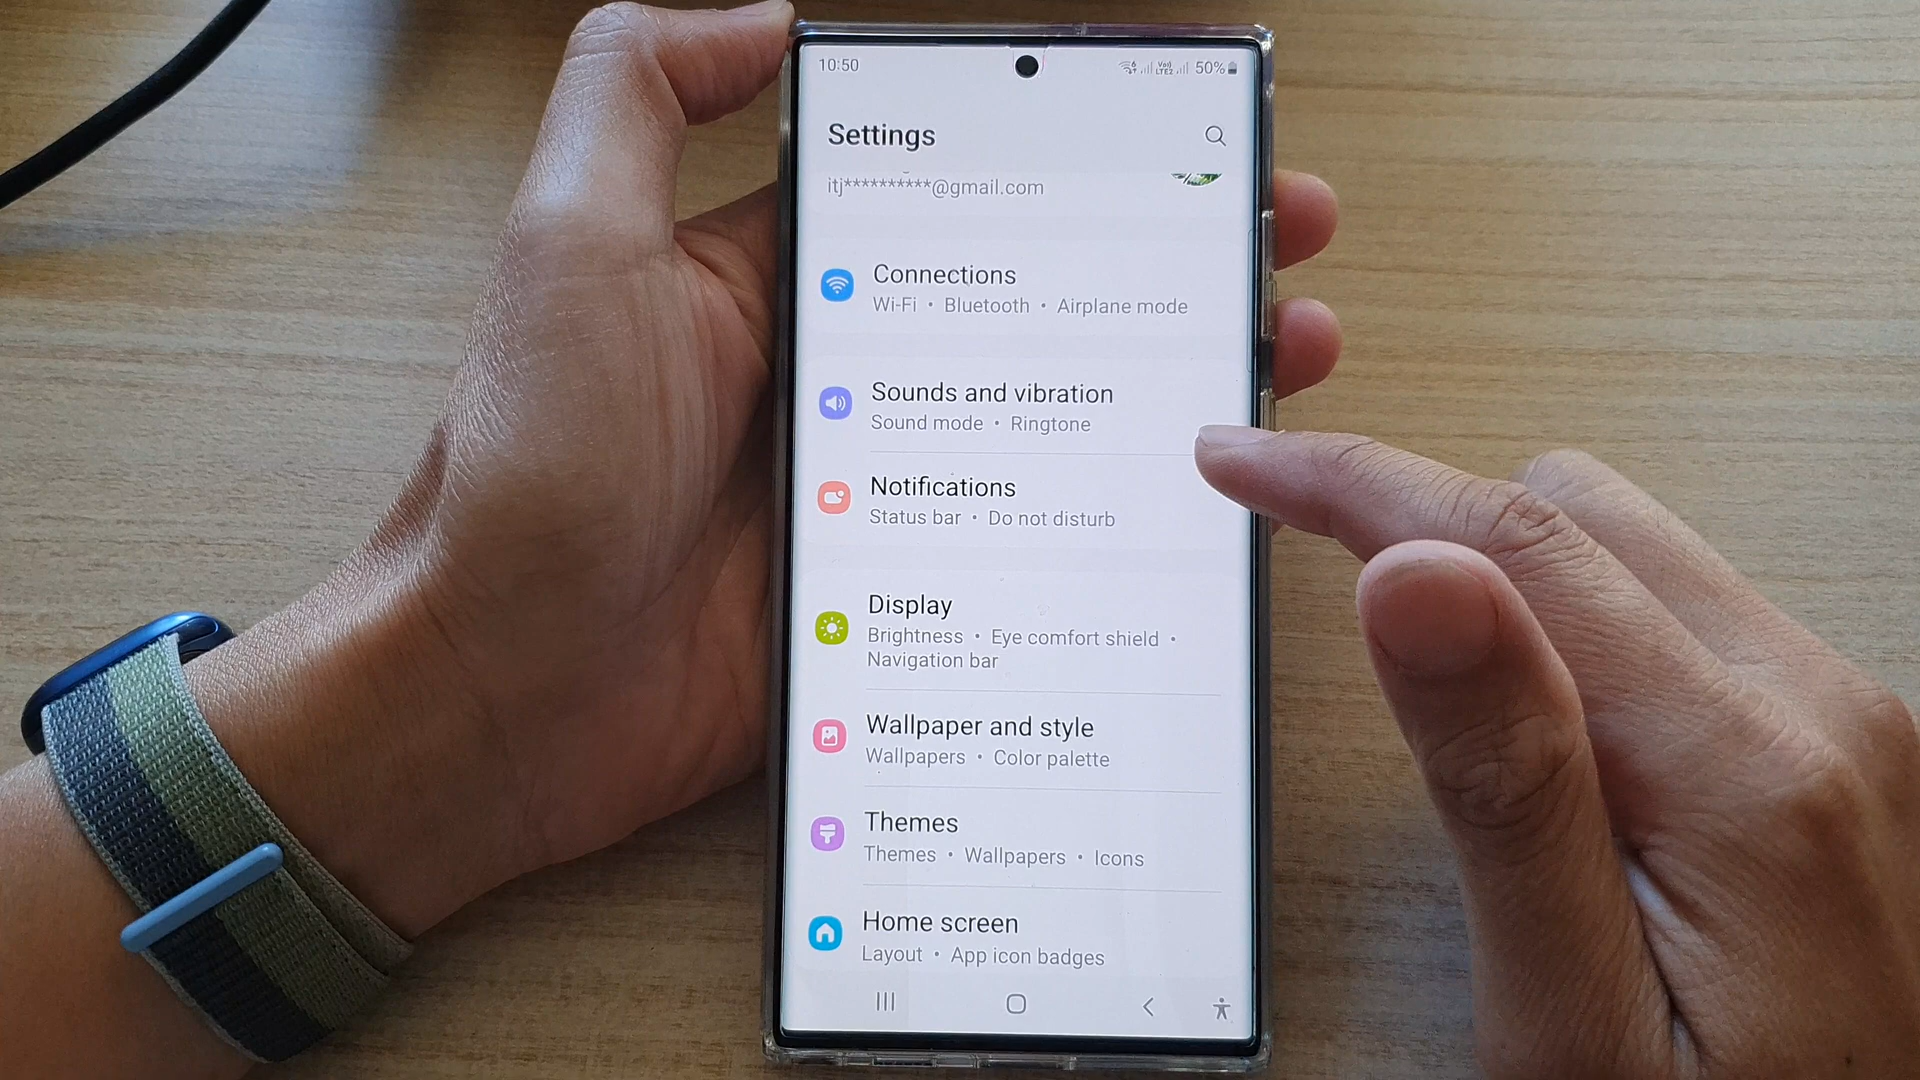 10:50
Vo)) LTE2 50%
Settings
itj**********@gmail.com
Connections
Wi-Fi • Bluetooth • Airplane mode
Sounds and vibration
Sound mode • Ringtone
Notifications
Status bar • Do not disturb
Display
Brightness • Eye comfort shield •
Navigation bar
Wallpaper and style
Wallpapers • Color palette
Themes
Themes • Wallpapers • Icons
Home screen
Layout • App icon badges